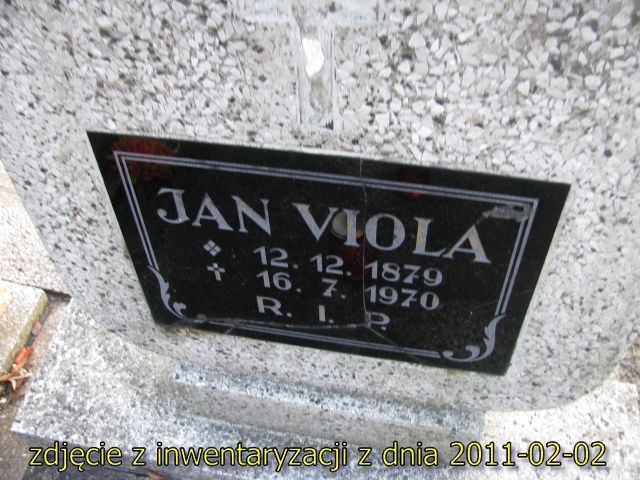 JAN VIOLA
12. 12. 1879
✝ 16. 7. 1970
R. I. P.
zdjęcie z inwentaryzacji z dnia 2011-02-02